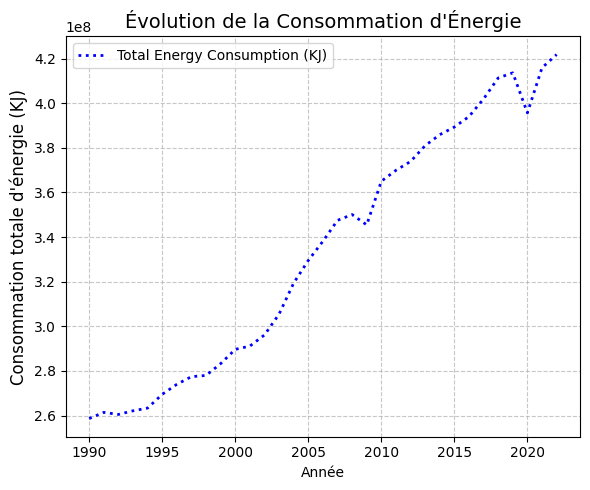 Évolution de la Consommation d'Énergie
1e8
Total Energy Consumption (KJ)
Consommation totale d'énergie (KJ)
4.2
4.0
3.8
3.6
3.4
3.2
3.0
2.8
2.6
1990 1995 2000 2005 2010 2015 2020
Année